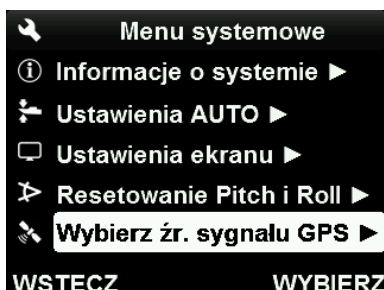 Menu systemowe
Informacje o systemie ▶
Ustawienia AUTO ▶
Ustawienia ekranu ▶
Resetowanie Pitch i Roll ▶
Wybierz źr. sygnału GPS ▶
WSTECZ WYBIERZ